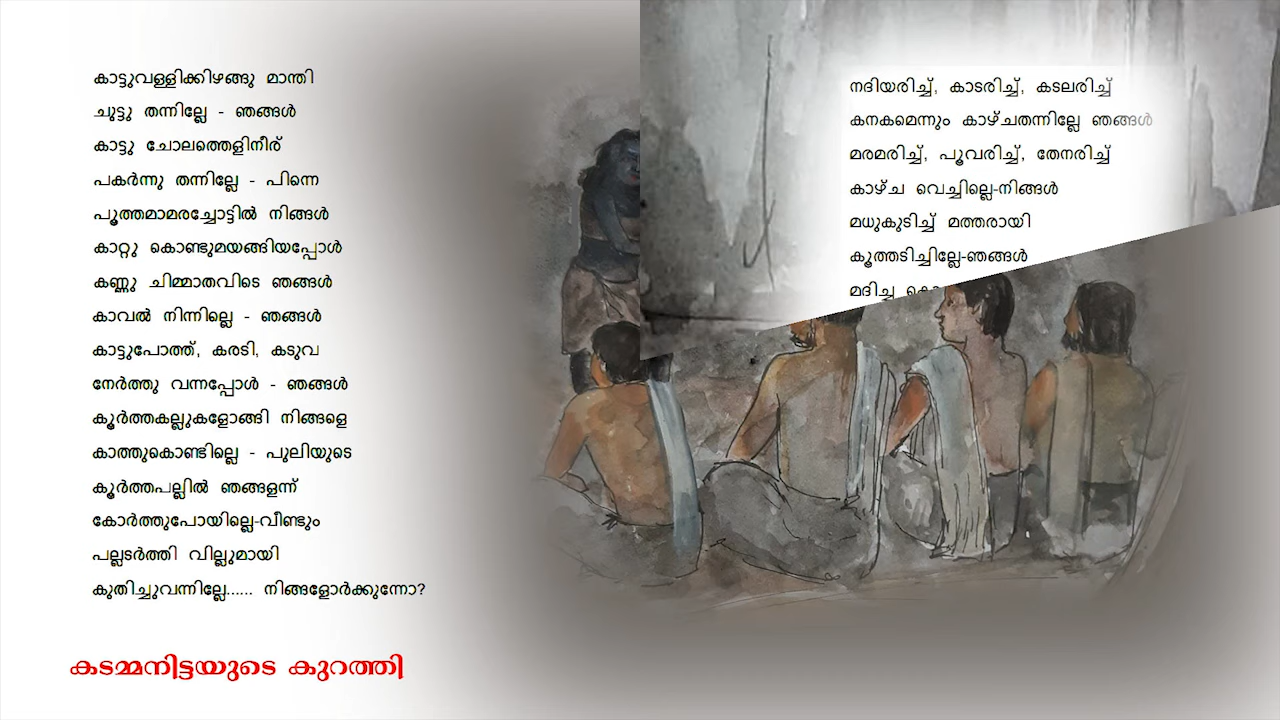 കാട്ടുവള്ളിക്കിഴങ്ങു മാന്തി
ചുട്ടു തന്നില്ലേ - ഞങ്ങൾ
കാട്ടു ചോലത്തെളിനീര്
പകർന്നു തന്നില്ലേ - പിന്നെ
പൂത്തമാമരച്ചോട്ടിൽ നിങ്ങൾ
കാറ്റു കൊണ്ടുമയങ്ങിയപ്പോൾ
കണ്ണു ചിമ്മാതവിടെ ഞങ്ങൾ
കാവൽ നിന്നില്ലെ - ഞങ്ങൾ
കാട്ടുപോത്ത്, കരടി, കടുവ
നേർത്തു വന്നപ്പോൾ - ഞങ്ങൾ
കൂർത്തകല്ലുകളോങ്ങി നിങ്ങളെ
കാത്തുകൊണ്ടില്ലെ - പുലിയുടെ
കൂർത്തപല്ലിൽ ഞങ്ങളന്ന്
കോർത്തുപോയില്ലെ-വീണ്ടും
പല്ലടർത്തി വില്ലുമായി
കുതിച്ചുവന്നില്ലേ...... നിങ്ങളോർക്കുന്നോ?
കടമ്മനിട്ടയുടെ കുറത്തി
നദിയരിച്ച്, കാടരിച്ച്, കടലരിച്ച്
കനകമെന്നും കാഴ്ചതന്നില്ലേ ഞങ്ങൾ
മരമരിച്ച്, പൂവരിച്ച്, തേനരിച്ച്
കാഴ്ച വെച്ചില്ലെ-നിങ്ങൾ
മധുകുടിച്ച് മത്തരായി
കൂത്തടിച്ചില്ലേ-ഞങ്ങൾ
മദിച്ച